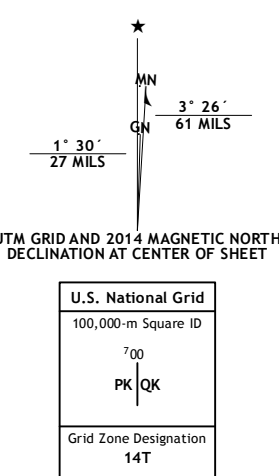 ★
MN
3° 26´
61 MILS
GN
1° 30´
27 MILS
UTM GRID AND 2014 MAGNETIC NORTH
DECLINATION AT CENTER OF SHEET
U.S. National Grid
100,000-m Square ID
⁷00
PK QK
Grid Zone Designation
14T